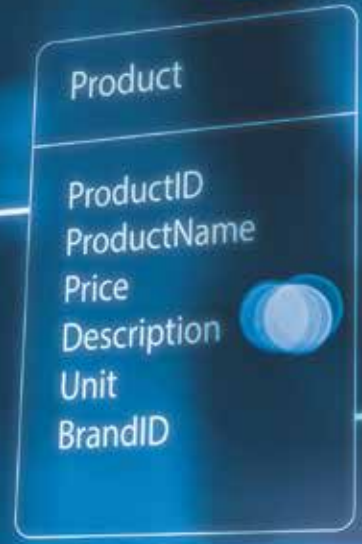 Product
ProductID
ProductName
Price
Description
Unit
BrandID